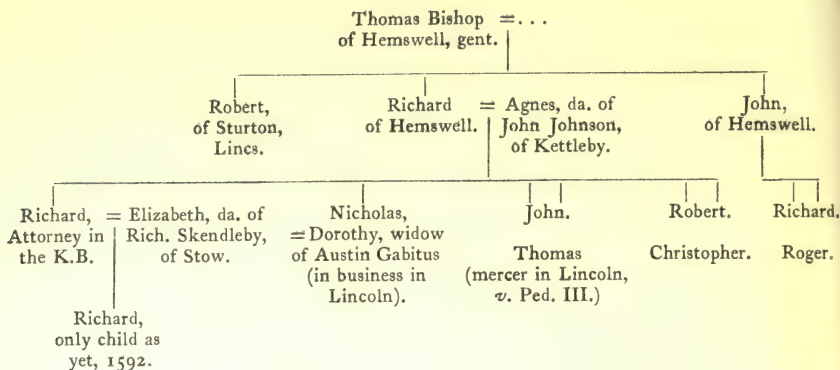 Thomas Bishop = ...
of Hemswell, gent.
Robert,
of Sturton,
Lincs.
Richard
of Hemswell.
= Agnes, da. of
John Johnson,
of Kettleby.
John,
of Hemswell.
Richard,
Attorney in
the K.B.
= Elizabeth, da. of
Rich. Skendleby,
of Stow.
Nicholas,
= Dorothy, widow
of Austin Gabitus
(in business in
Lincoln).
John.
Thomas
(mercer in Lincoln,
v. Ped. III.)
Robert.
Christopher.
Richard.
Roger.
Richard,
only child as
yet, 1592.